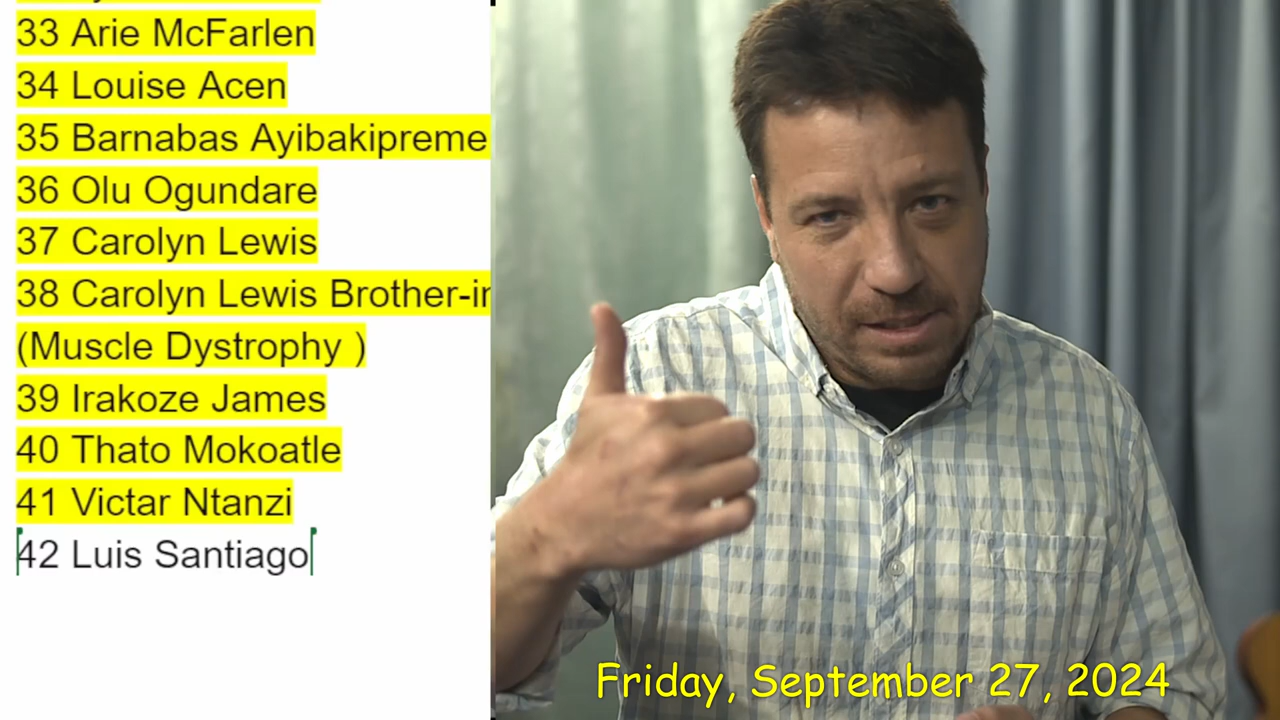 33 Arie McFarlen
34 Louise Acen
35 Barnabas Ayibakipreme
36 Olu Ogundare
37 Carolyn Lewis
38 Carolyn Lewis Brother-in
(Muscle Dystrophy )
39 Irakoze James
40 Thato Mokoatle
41 Victar Ntanzi
42 Luis Santiago
Friday, September 27, 2024